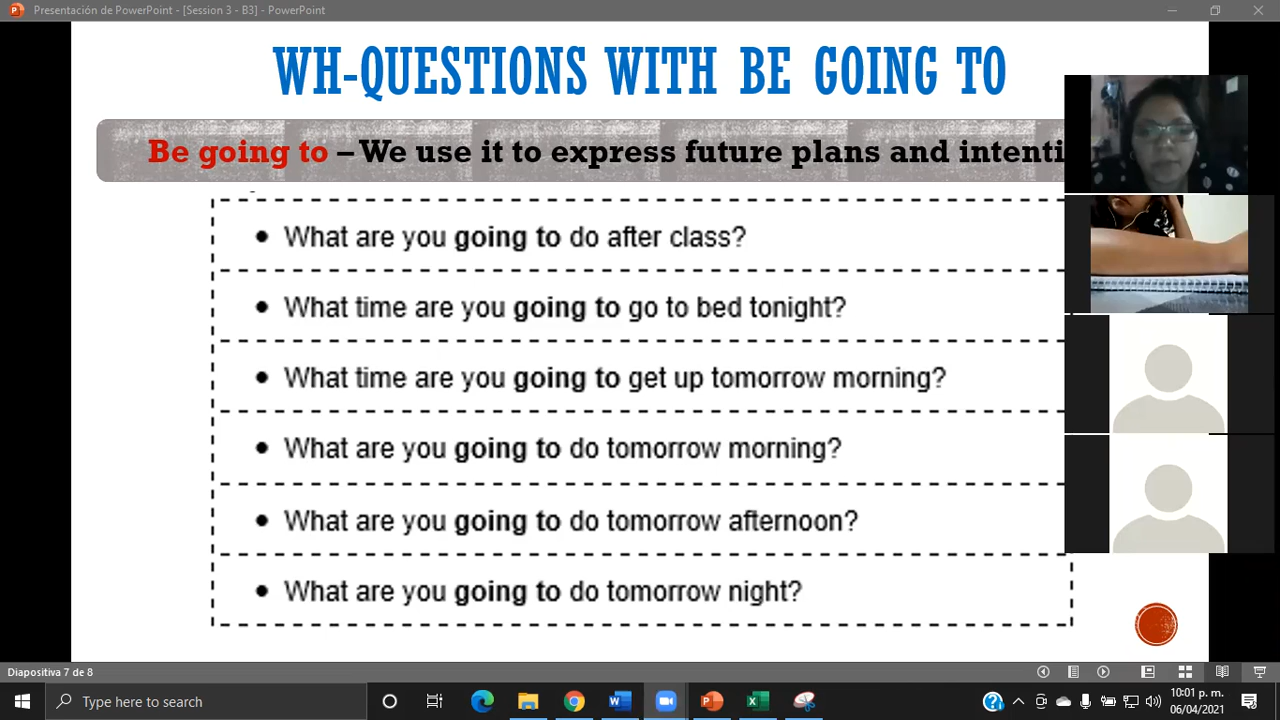 Presentación de PowerPoint - [Session 3 - B3] - PowerPoint
WH-QUESTIONS WITH BE GOING TO
Be going to – We use it to express future plans and
• What are you going to do after class?
• What time are you going to go to bed tonight?
• What time are you going to get up tomorrow morning?
• What are you going to do tomorrow morning?
• What are you going to do tomorrow afternoon?
• What are you going to do tomorrow night?
Diapositiva 7 de 8
Type here to search
10:01 p. m.
06/04/2021